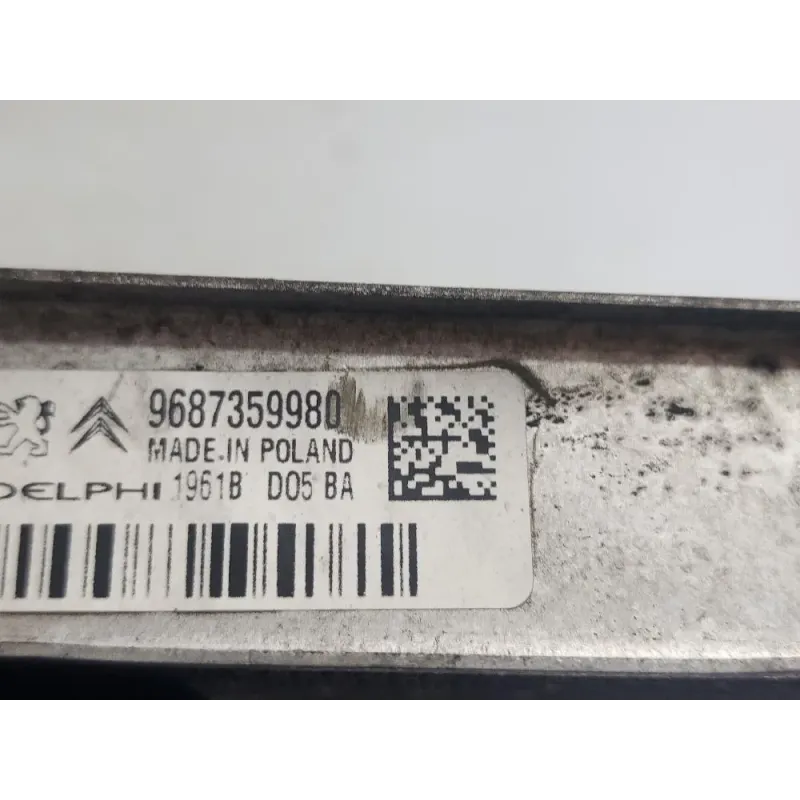 9687359980
MADE IN POLAND
DELPHI 1961B D05 BA